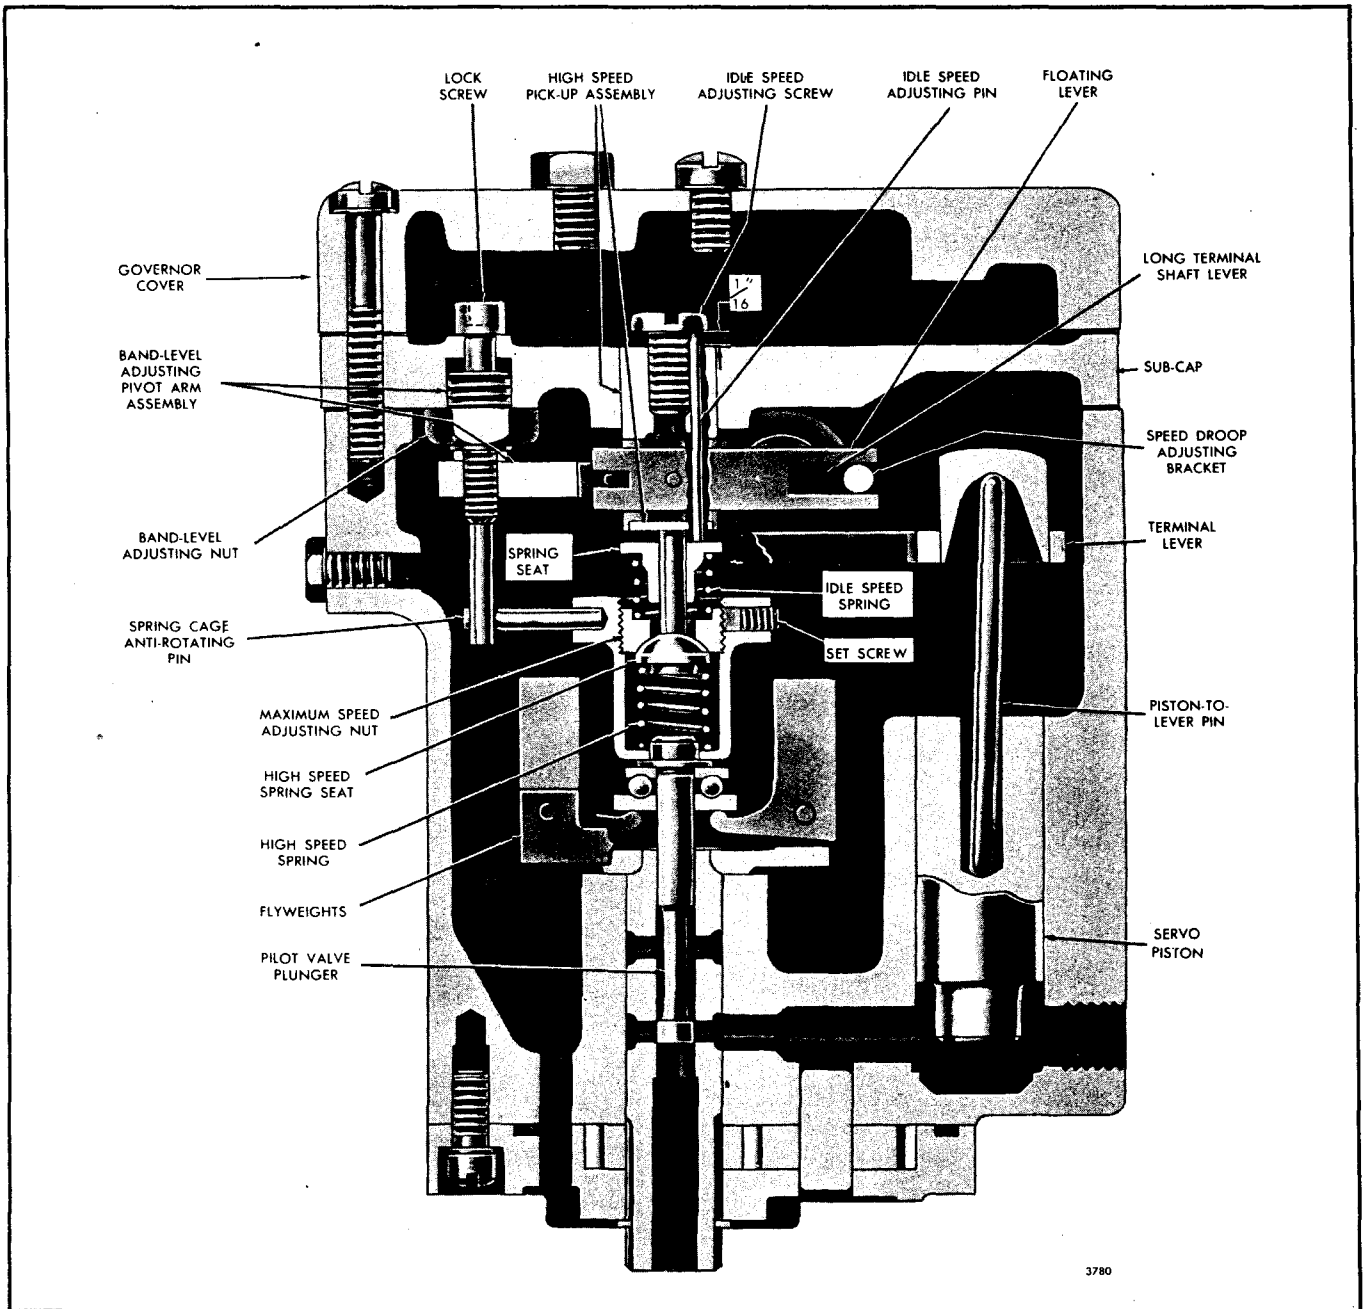 LOCK
SCREW
HIGH SPEED
PICK-UP ASSEMBLY
IDLE SPEED
ADJUSTING SCREW
IDLE SPEED
ADJUSTING PIN
FLOATING
LEVER
GOVERNOR
COVER
LONG TERMINAL
SHAFT LEVER
1"
16
BAND-LEVEL
ADJUSTING
PIVOT ARM
ASSEMBLY
SUB-CAP
SPEED DROOP
ADJUSTING
BRACKET
BAND-LEVEL
ADJUSTING NUT
TERMINAL
LEVER
SPRING
SEAT
IDLE SPEED
SPRING
SPRING CAGE
ANTI-ROTATING
PIN
SET SCREW
MAXIMUM SPEED
ADJUSTING NUT
PISTON-TO-
LEVER PIN
HIGH SPEED
SPRING SEAT
HIGH SPEED
SPRING
FLYWEIGHTS
SERVO
PISTON
PILOT VALVE
PLUNGER
3780